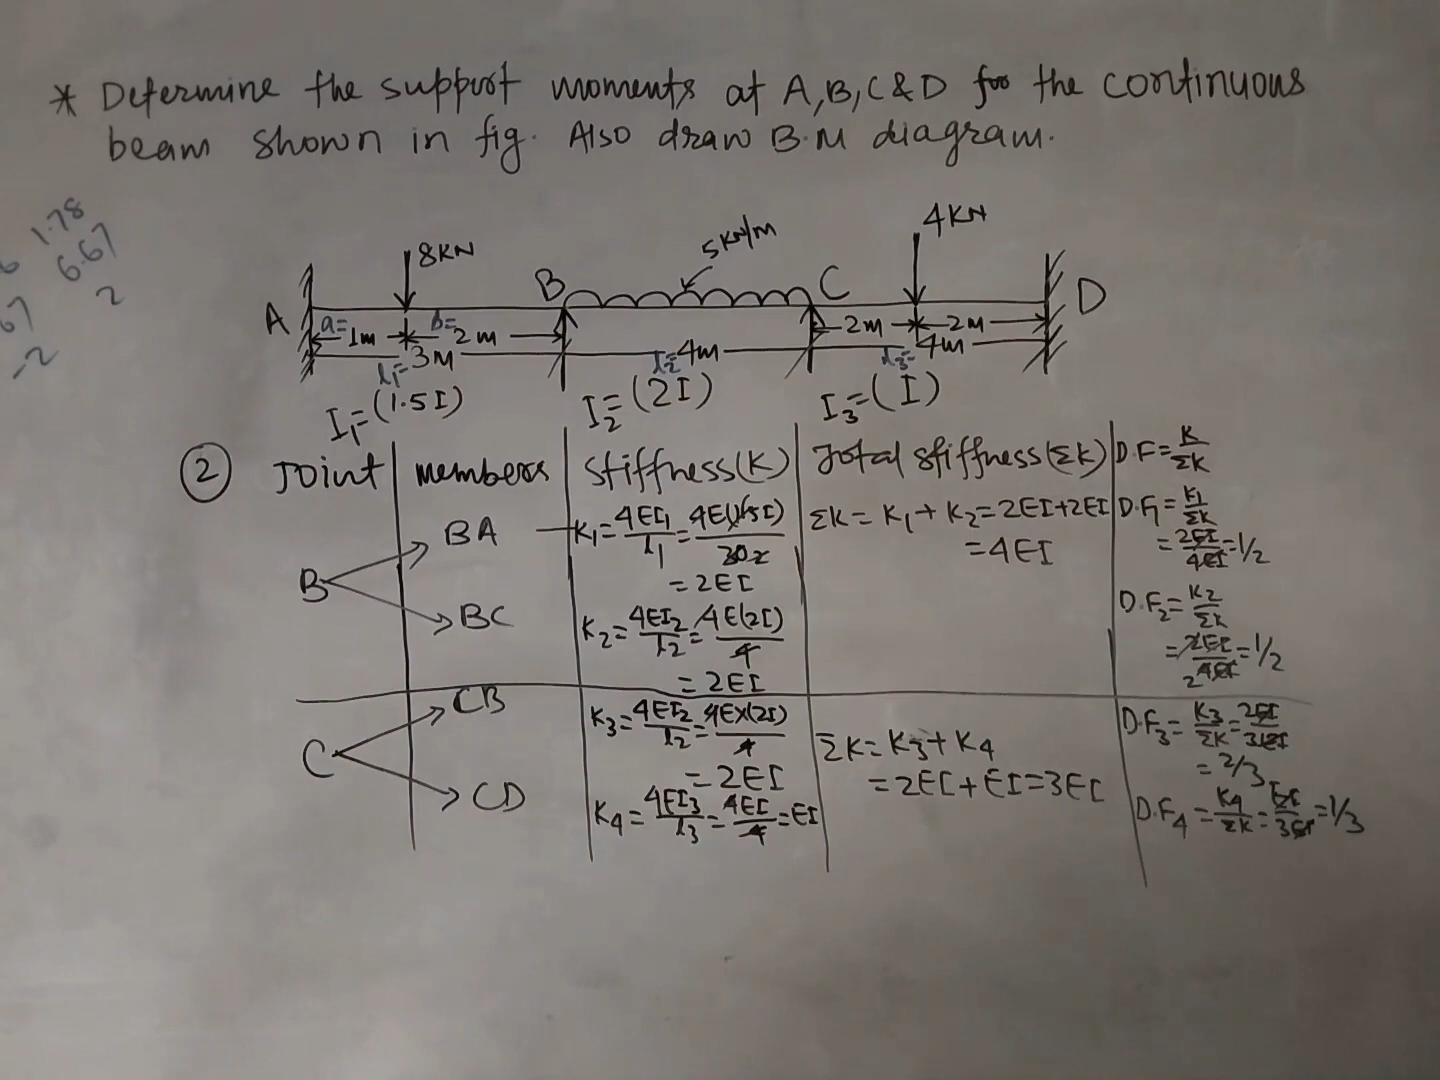 * Determine the support moments at A,B,C & D for the continuous
beam shown in fig. Also draw B.M diagram.
1.78
6.67
2
67
-2
8KN
5KN/m
4KN
A
B
C
D
a=1m
b=2m
2m
2m
l1=3M
l2=4m
l3=4m
I1=(1.5I)
I2=(2I)
I3=(I)
② Joint members stiffness(K) Total stiffness(ΣK) D.F=K/ΣK
B
BA
K1=4EI1/l1=4E(1.5I)/3
=2EI
ΣK=K1+K2=2EI+2EI
=4EI
D.F1=K1/ΣK
=2EI/4EI=1/2
BC
K2=4EI2/l2=4E(2I)/4
=2EI
D.F2=K2/ΣK
=2EI/4EI=1/2
C
CB
K3=4EI2/l2=4EX(2I)/4
=2EI
ΣK=K3+K4
=2EI+EI=3EI
D.F3=K3/ΣK=2EI/3EI
=2/3
CD
K4=4EI3/l3=4EI/4=EI
D.F4=K4/ΣK=EI/3EI=1/3